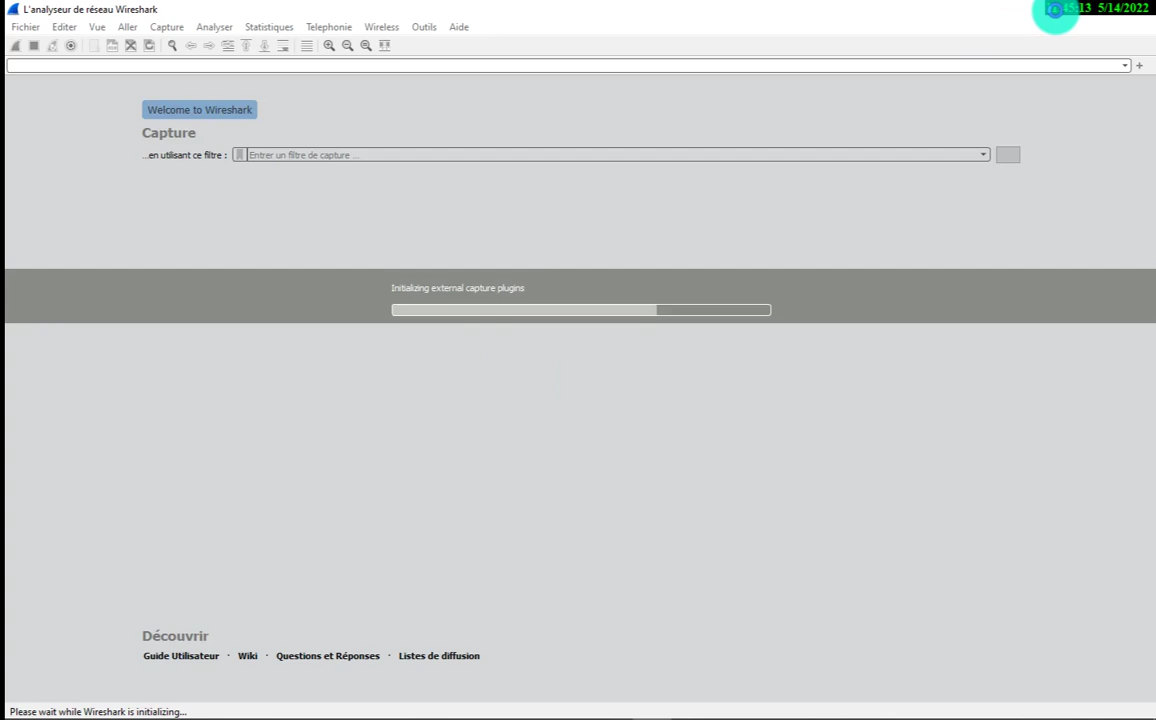 L'analyseur de réseau Wireshark
45:13 5/14/2022
Fichier Editer Vue Aller Capture Analyser Statistiques Telephonie Wireless Outils Aide
Welcome to Wireshark
Capture
...en utilisant ce filtre : Entrer un filtre de capture ...
Initializing external capture plugins
Découvrir
Guide Utilisateur · Wiki · Questions et Réponses · Listes de diffusion
Please wait while Wireshark is initializing...